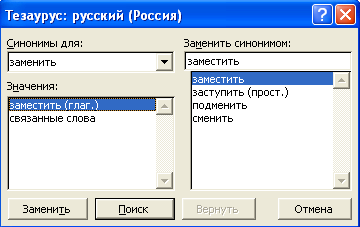 Тезаурус: русский (Россия)
Синонимы для:
заменить
Заменить синонимом:
заместить
Значения:
заместить (глаг.)
связанные слова
заместить
заступить (прост.)
подменить
сменить
Заменить
Поиск
Вернуть
Отмена